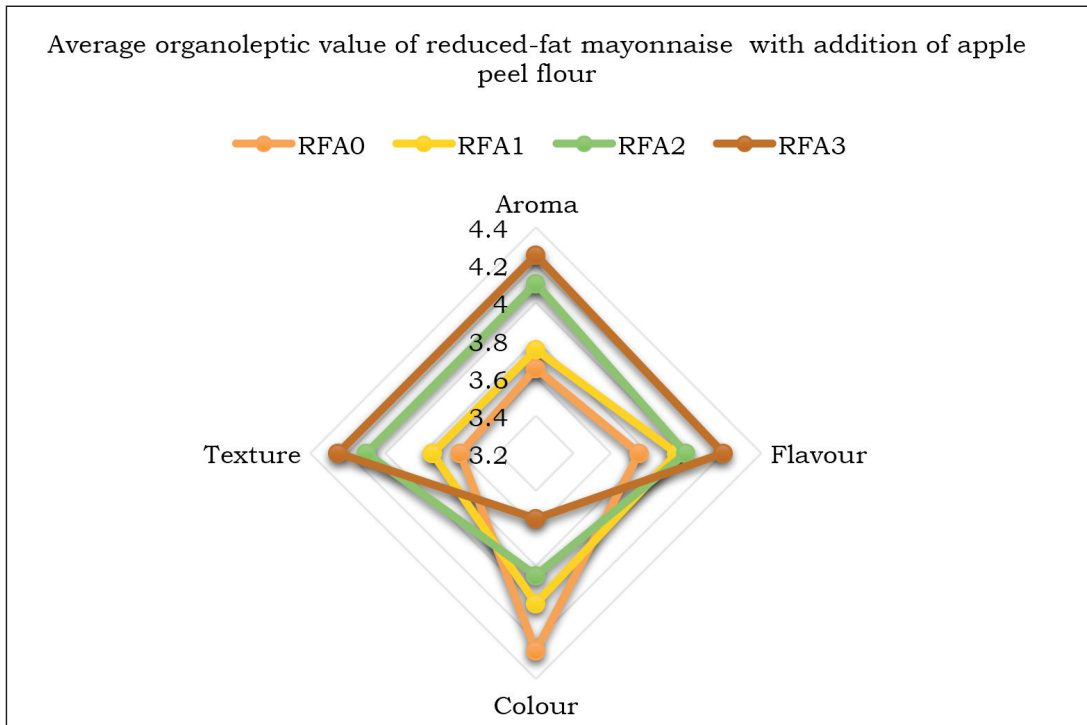 Average organoleptic value of reduced-fat mayonnaise with addition of apple
peel flour
RFA0 RFA1 RFA2 RFA3
Aroma
4.4
4.2
4
3.8
3.6
3.4
3.2
Texture
Flavour
Colour